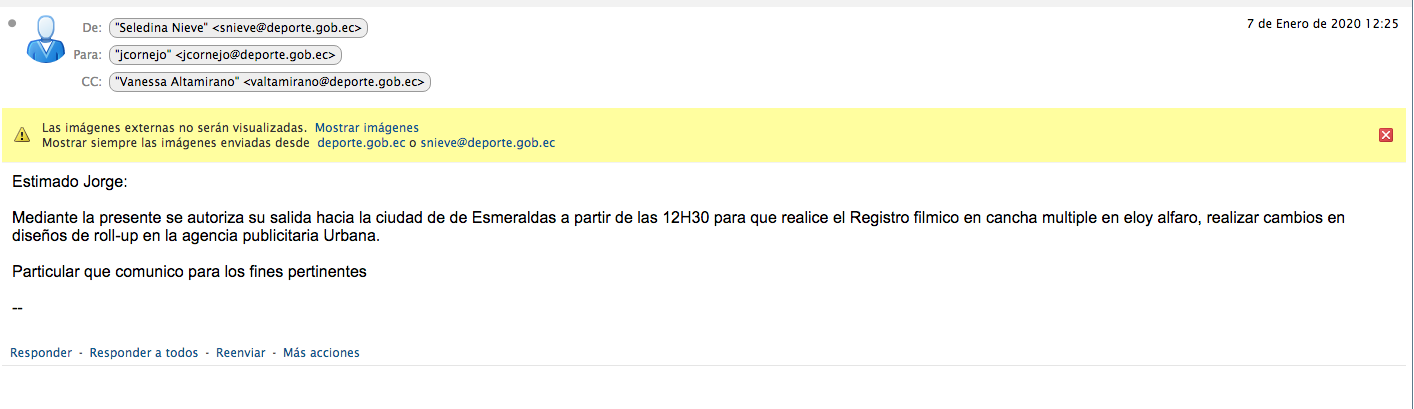 De: "Seledina Nieve" <snieve@deporte.gob.ec> 7 de Enero de 2020 12:25
Para: "jcornejo" <jcornejo@deporte.gob.ec>
CC: "Vanessa Altamirano" <valtamirano@deporte.gob.ec>
Las imágenes externas no serán visualizadas. Mostrar imágenes
Mostrar siempre las imágenes enviadas desde deporte.gob.ec o snieve@deporte.gob.ec
Estimado Jorge:
Mediante la presente se autoriza su salida hacia la ciudad de de Esmeraldas a partir de las 12H30 para que realice el Registro filmico en cancha multiple en eloy alfaro, realizar cambios en
diseños de roll-up en la agencia publicitaria Urbana.
Particular que comunico para los fines pertinentes
--
Responder - Responder a todos - Reenviar - Más acciones